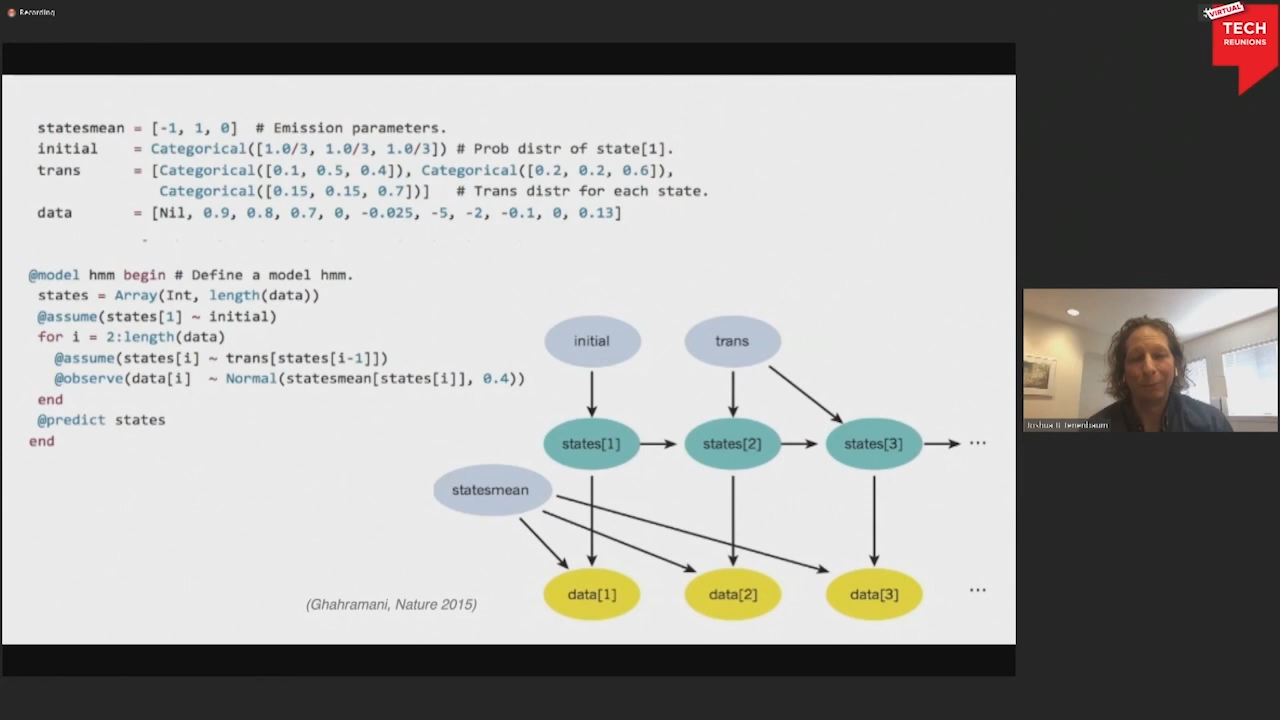 Recording
VIRTUAL
TECH
REUNIONS
statesmean = [-1, 1, 0] # Emission parameters.
initial = Categorical([1.0/3, 1.0/3, 1.0/3]) # Prob distr of state[1].
trans = [Categorical([0.1, 0.5, 0.4]), Categorical([0.2, 0.2, 0.6]),
Categorical([0.15, 0.15, 0.7])] # Trans distr for each state.
data = [Nil, 0.9, 0.8, 0.7, 0, -0.025, -5, -2, -0.1, 0, 0.13]
@model hmm begin # Define a model hmm.
states = Array(Int, length(data))
@assume(states[1] ~ initial)
for i = 2:length(data)
@assume(states[i] ~ trans[states[i-1]])
@observe(data[i] ~ Normal(statesmean[states[i]], 0.4))
end
@predict states
end
initial
trans
states[1]
states[2]
states[3]
...
statesmean
data[1]
data[2]
data[3]
...
(Ghahramani, Nature 2015)
Joshua B Tenenbaum